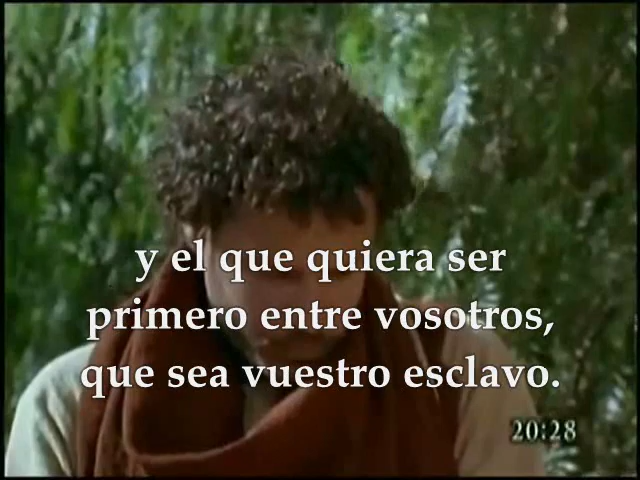 y el que quiera ser
primero entre vosotros,
que sea vuestro esclavo.
20:28